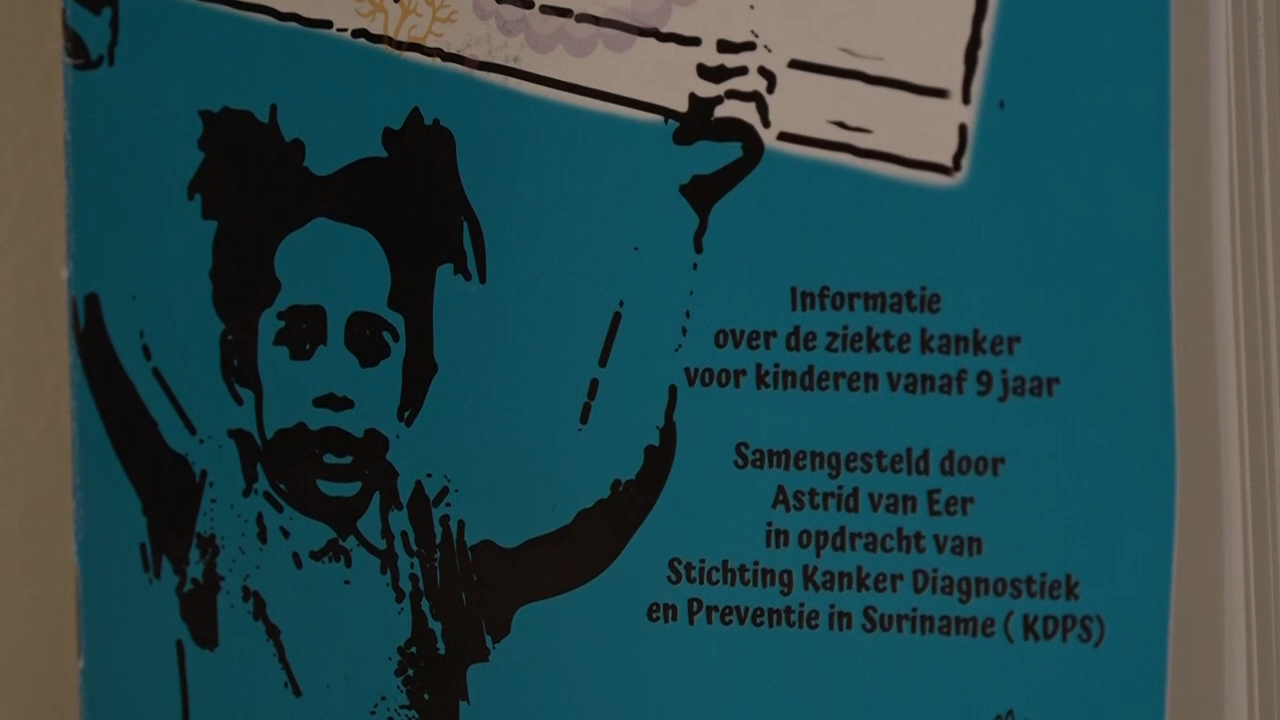 Informatie
over de ziekte kanker
voor kinderen vanaf 9 jaar
Samengesteld door
Astrid van Eer
in opdracht van
Stichting Kanker Diagnostiek
en Preventie in Suriname ( KDPS)